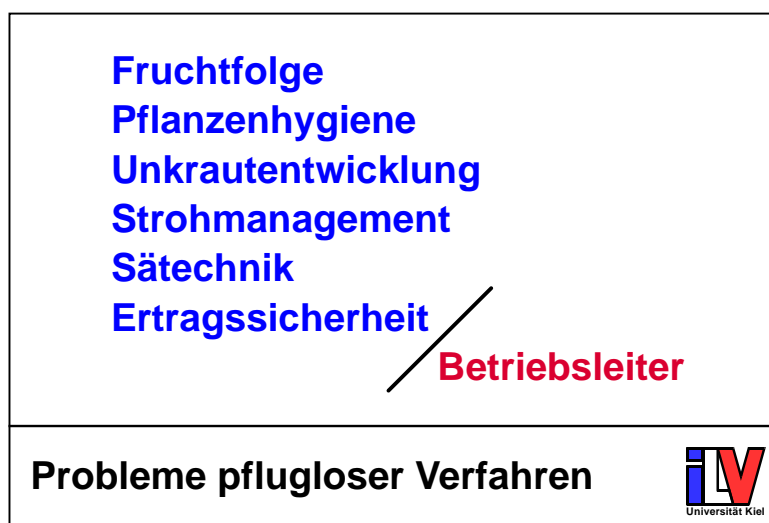 Fruchtfolge
Pflanzenhygiene
Unkrautentwicklung
Strohmanagement
Sätechnik
Ertragssicherheit
Betriebsleiter
Probleme pflugloser Verfahren
iLV
Universität Kiel